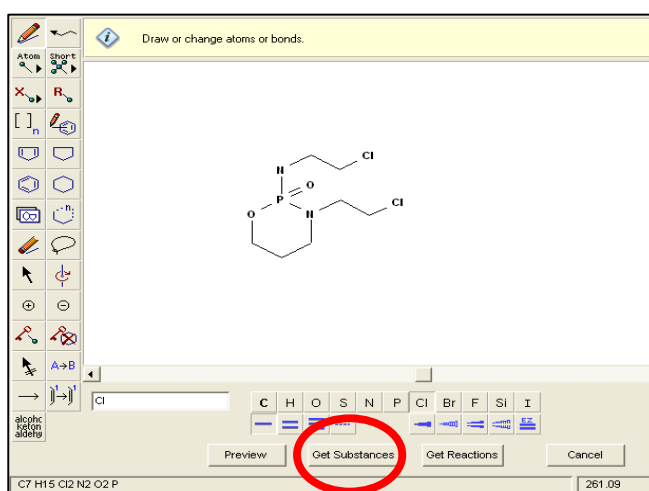 Draw or change atoms or bonds.
Atom Short
X R
[ ]n
n
A→B
alcohc
keton
aldehy
N Cl
P O
O N Cl
Cl
C H O S N P Cl Br F Si I
EZ
Preview Get Substances Get Reactions Cancel
C7 H15 Cl2 N2 O2 P 261.09